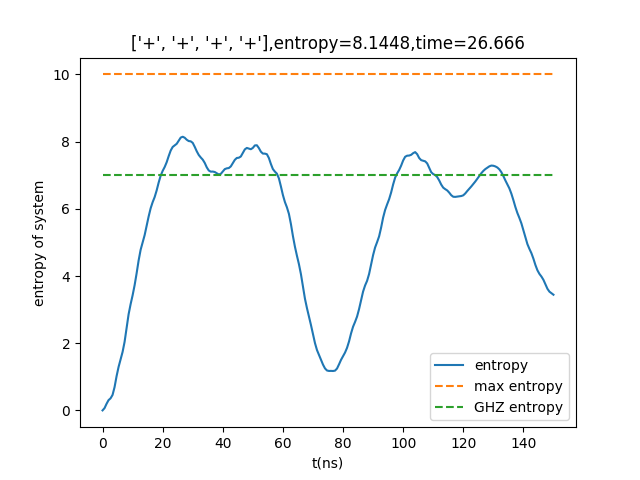 ['+', '+', '+', '+'],entropy=8.1448,time=26.666
entropy of system
10
8
6
4
2
0
0 20 40 60 80 100 120 140
t(ns)
entropy
max entropy
GHZ entropy